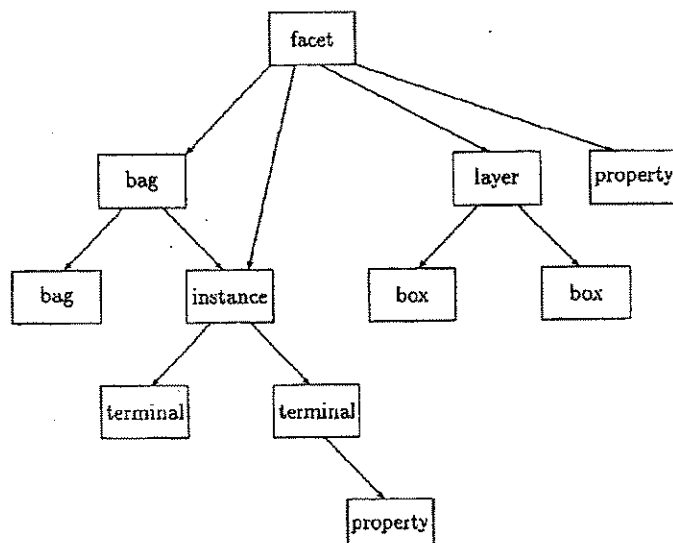 facet
bag
layer
property
bag
instance
box
box
terminal
terminal
property